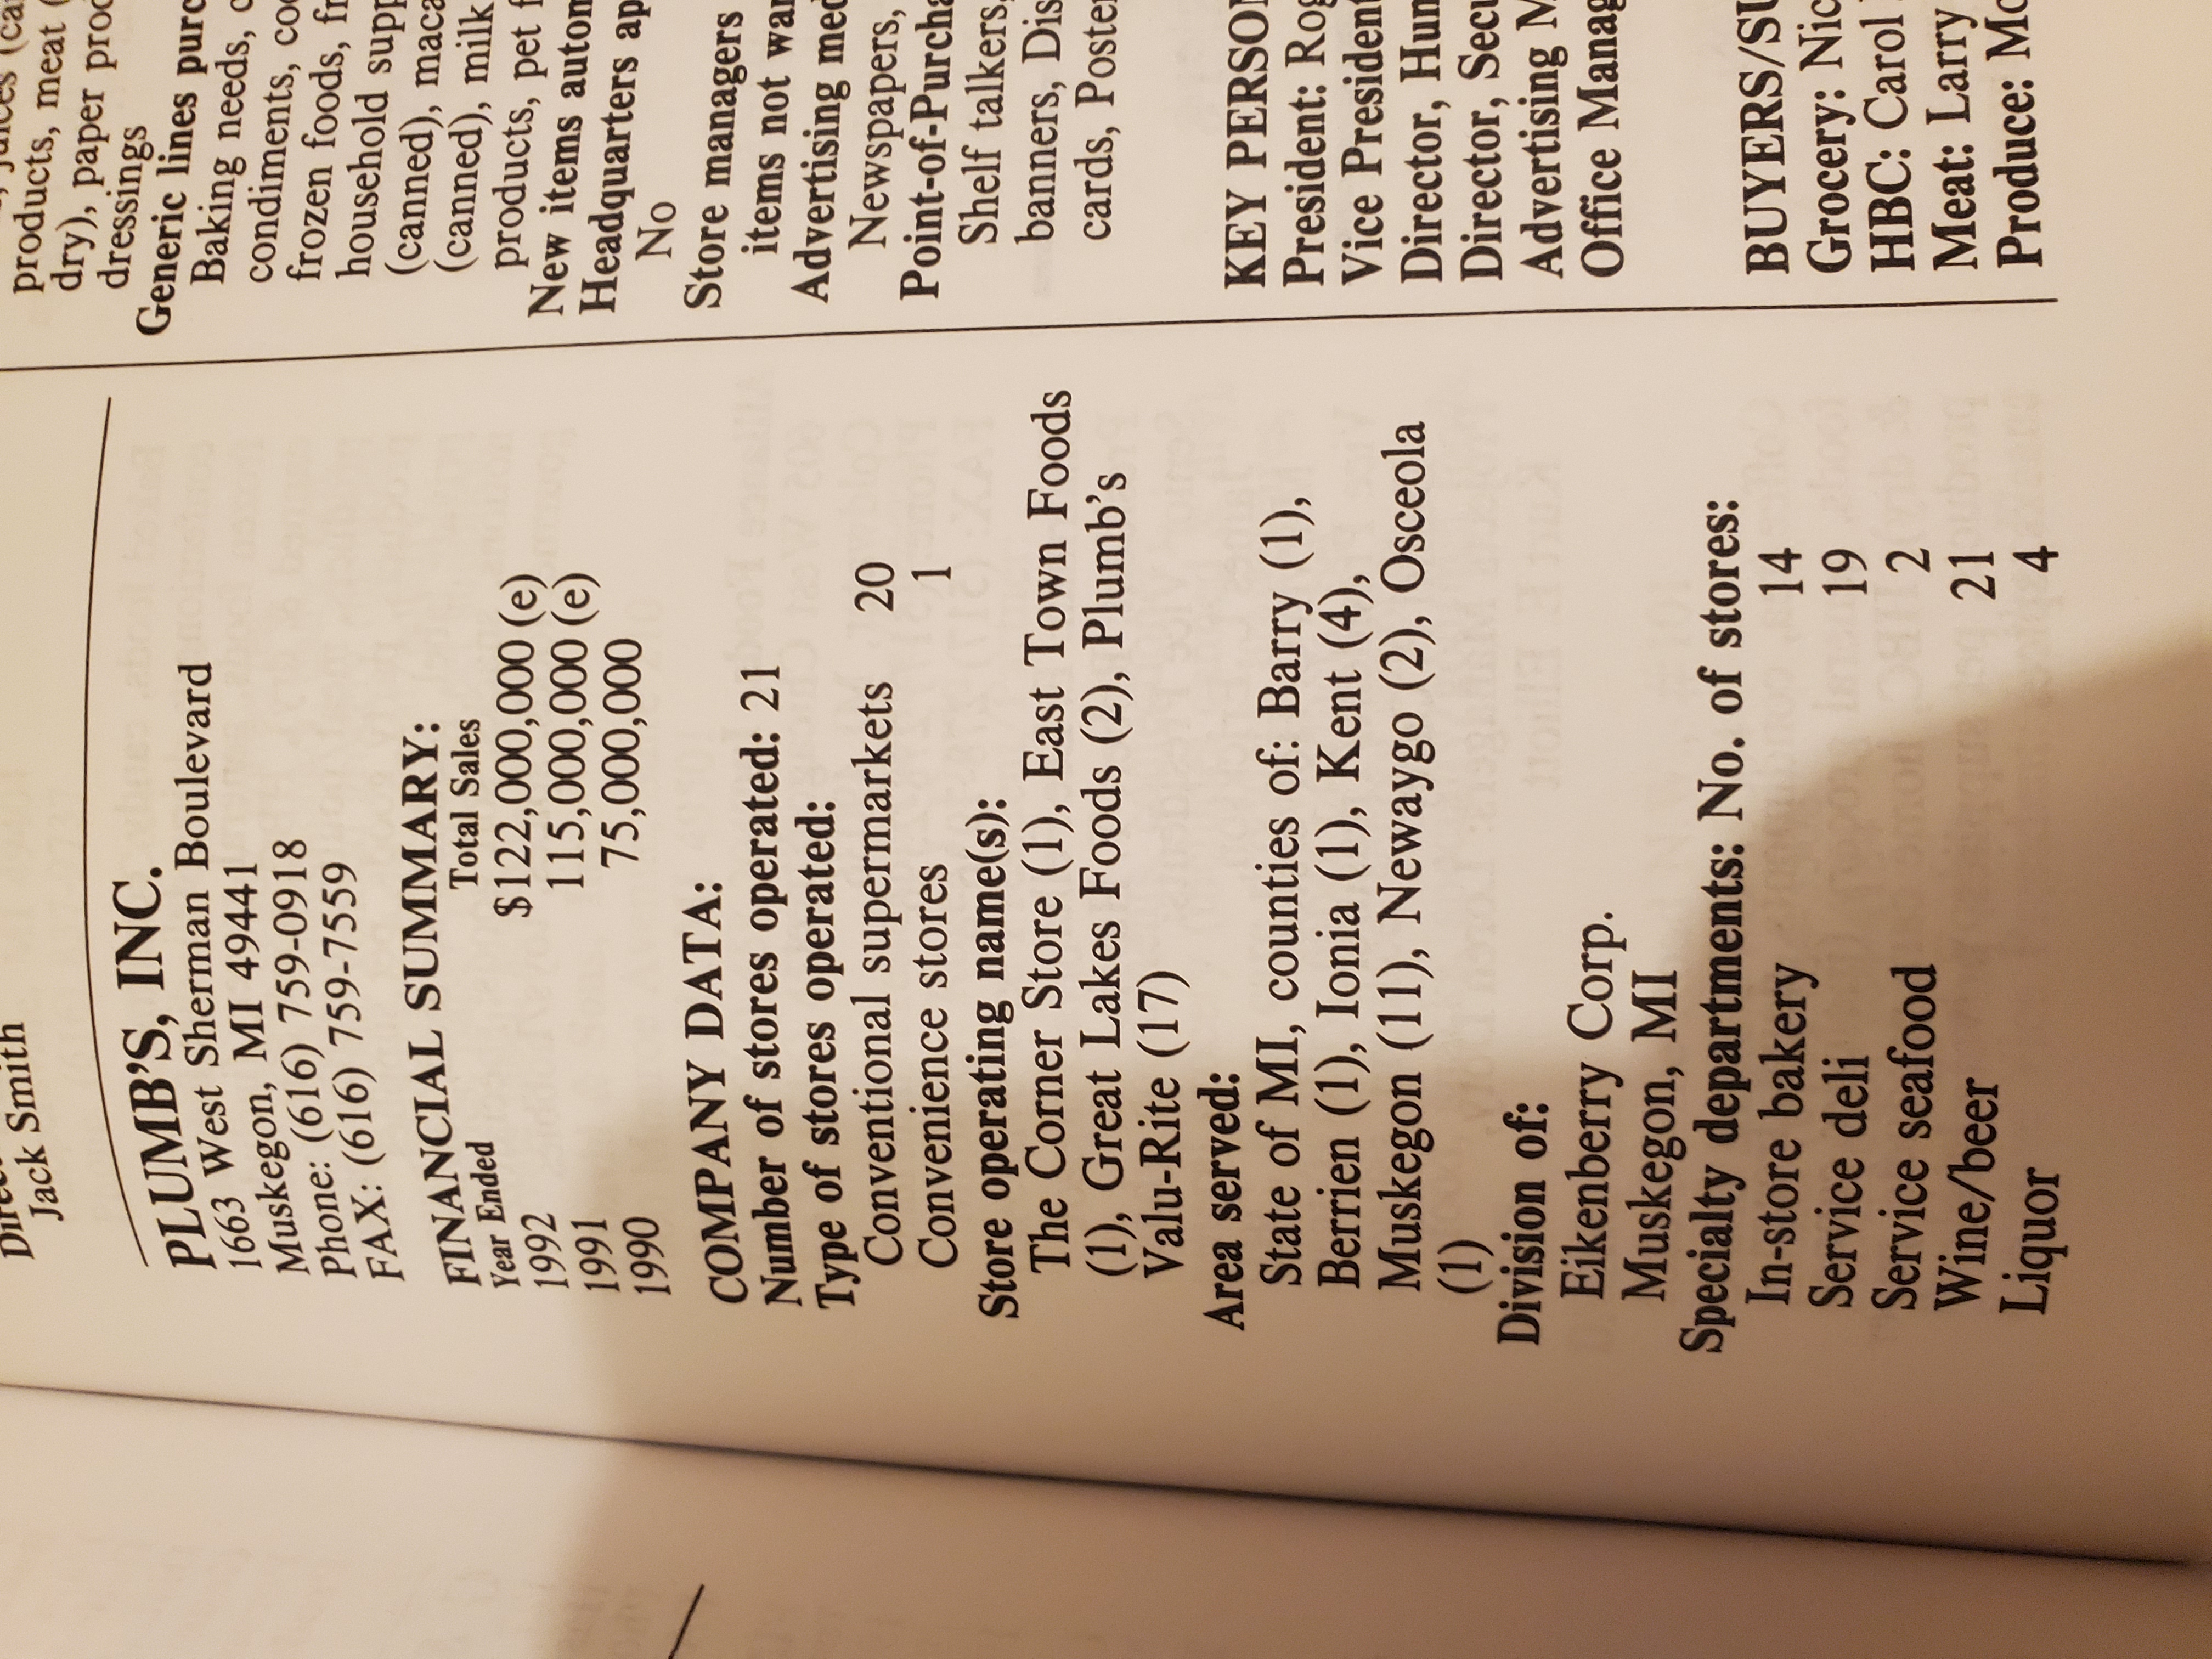 Jack Smith
PLUMB'S, INC.
1663 West Sherman Boulevard
Muskegon, MI 49441
Phone: (616) 759-0918
FAX: (616) 759-7559
FINANCIAL SUMMARY:
Year Ended Total Sales
1992 $122,000,000 (e)
1991 115,000,000 (e)
1990 75,000,000
COMPANY DATA:
Number of stores operated: 21
Type of stores operated:
Conventional supermarkets 20
Convenience stores 1
Store operating name(s):
The Corner Store (1), East Town Foods
(1), Great Lakes Foods (2), Plumb's
Valu-Rite (17)
Area served:
State of MI, counties of: Barry (1),
Berrien (1), Ionia (1), Kent (4),
Muskegon (11), Newaygo (2), Osceola
(1)
Division of:
Eikenberry Corp.
Muskegon, MI
Specialty departments: No. of stores:
In-store bakery 14
Service deli 19
Service seafood 2
Wine/beer 21
Liquor 4
products, meat
dry), paper
dressings
Generic lines
Baking needs,
condiments,
frozen foods,
household
(canned),
(canned), milk
products, pet
New items
Headquarters
No
Store managers
items not
Advertising
Newspapers,
Point-of-
Shelf talkers,
banners,
cards,
KEY
President:
Vice President
Director,
Director,
Advertising
Office
BUYERS/
Grocery:
HBC: Carol
Meat: Larry
Produce: